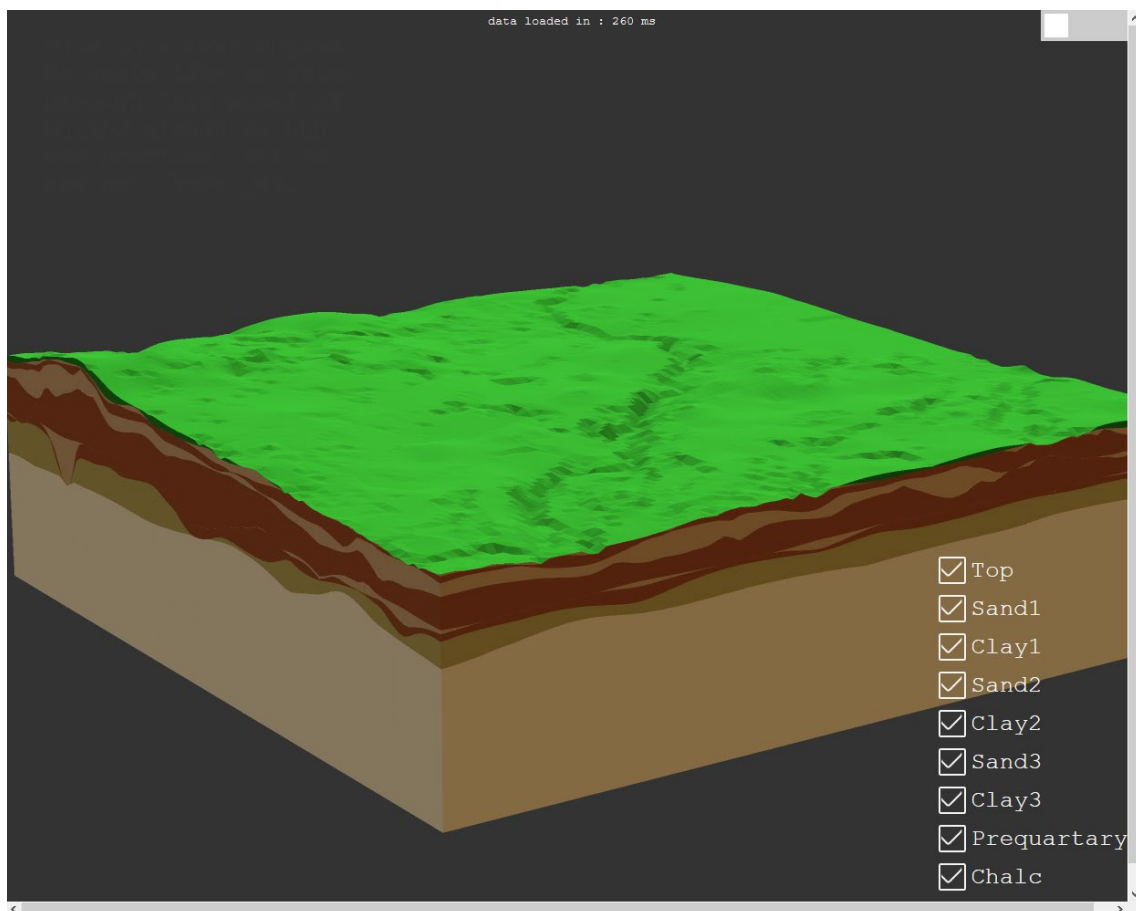 data loaded in : 260 ms
Top
Sand1
Clay1
Sand2
Clay2
Sand3
Clay3
Prequartary
Chalc